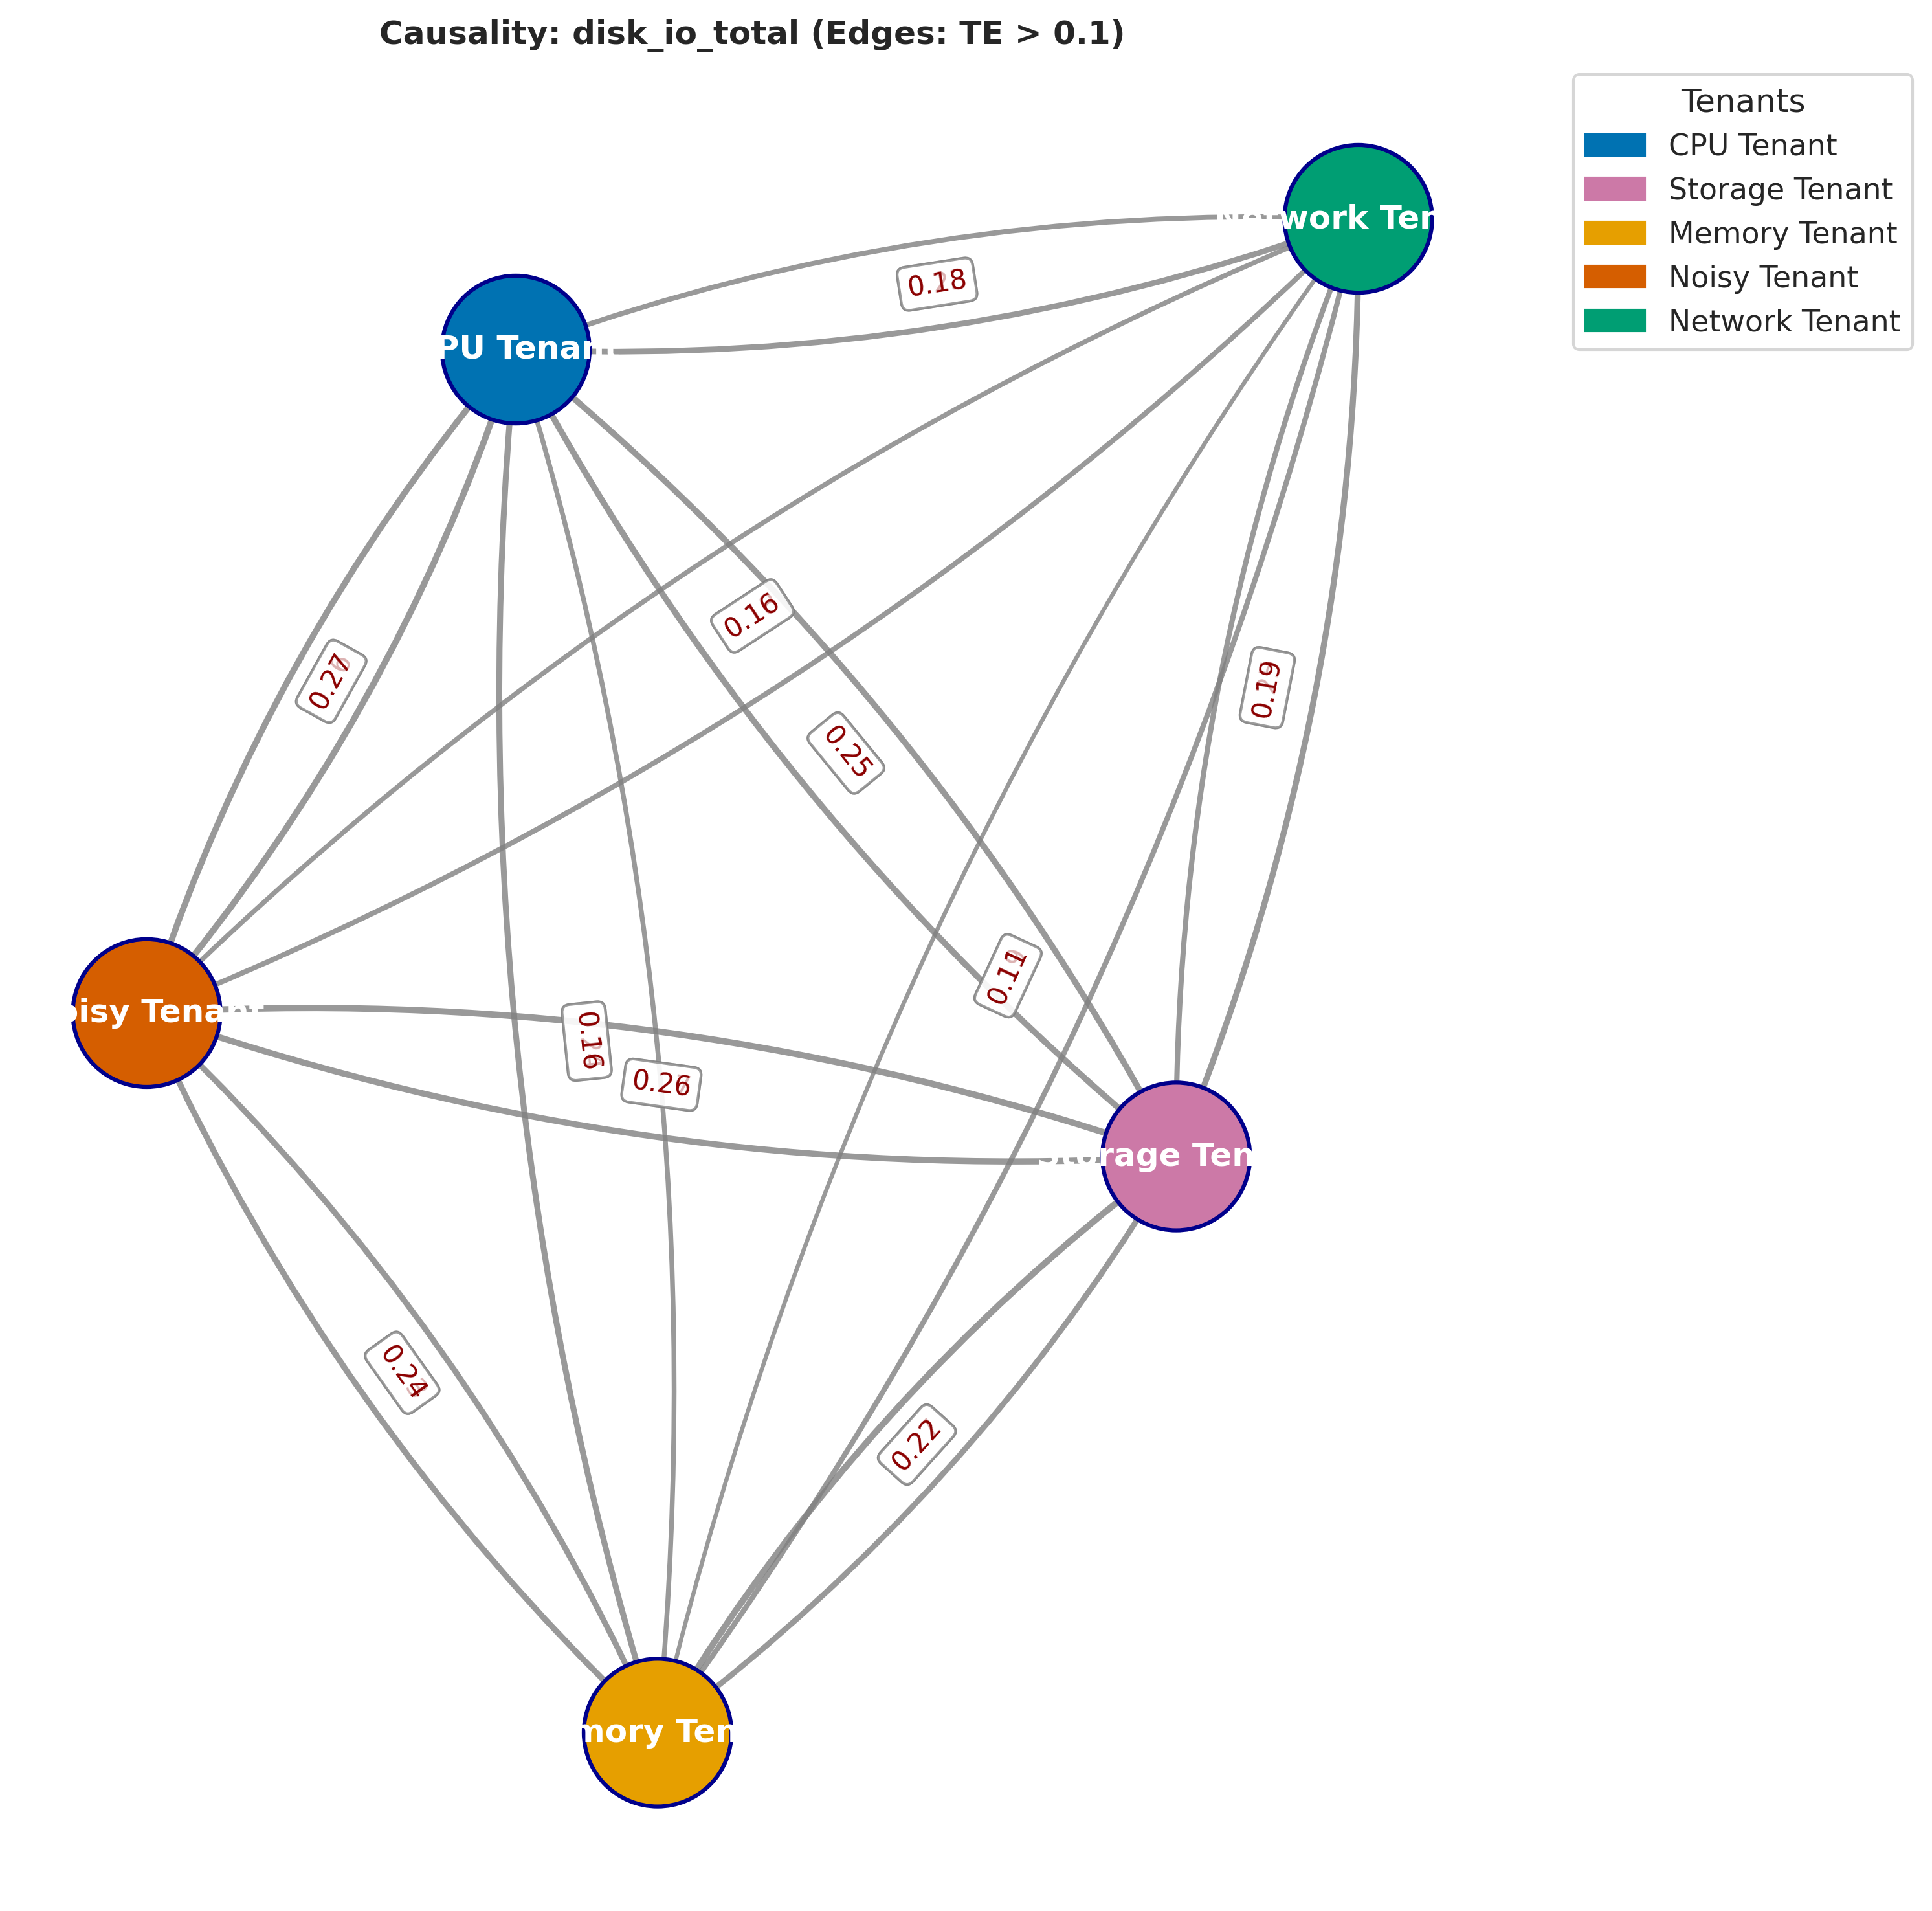 Causality: disk_io_total (Edges: TE > 0.1)
Tenants
CPU Tenant
Storage Tenant
Memory Tenant
Noisy Tenant
Network Tenant
Network Ten
0.18
PU Tenant
0.16
0.27
0.19
0.25
0.11
oisy Tenant
0.16
0.26
Storage Ten
0.24
0.22
mory Ten